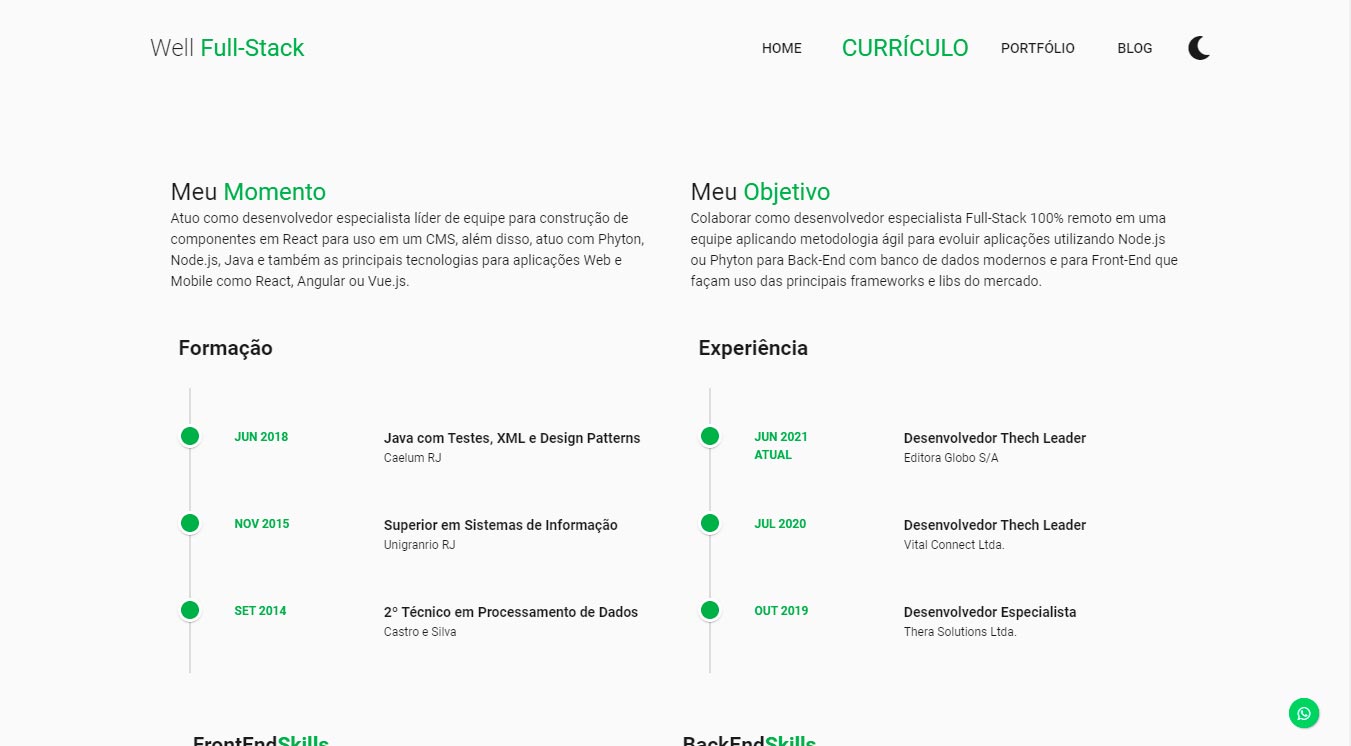 Well Full-Stack
HOME CURRÍCULO PORTFÓLIO BLOG
Meu Momento
Atuo como desenvolvedor especialista líder de equipe para construção de
componentes em React para uso em um CMS, além disso, atuo com Phyton,
Node.js, Java e também as principais tecnologias para aplicações Web e
Mobile como React, Angular ou Vue.js.
Meu Objetivo
Colaborar como desenvolvedor especialista Full-Stack 100% remoto em uma
equipe aplicando metodologia ágil para evoluir aplicações utilizando Node.js
ou Phyton para Back-End com banco de dados modernos e para Front-End que
façam uso das principais frameworks e libs do mercado.
Formação
JUN 2018
Java com Testes, XML e Design Patterns
Caelum RJ
NOV 2015
Superior em Sistemas de Informação
Unigranrio RJ
SET 2014
2º Técnico em Processamento de Dados
Castro e Silva
Experiência
JUN 2021
ATUAL
Desenvolvedor Thech Leader
Editora Globo S/A
JUL 2020
Desenvolvedor Thech Leader
Vital Connect Ltda.
OUT 2019
Desenvolvedor Especialista
Thera Solutions Ltda.
FrontEndSkills
BackEndSkills